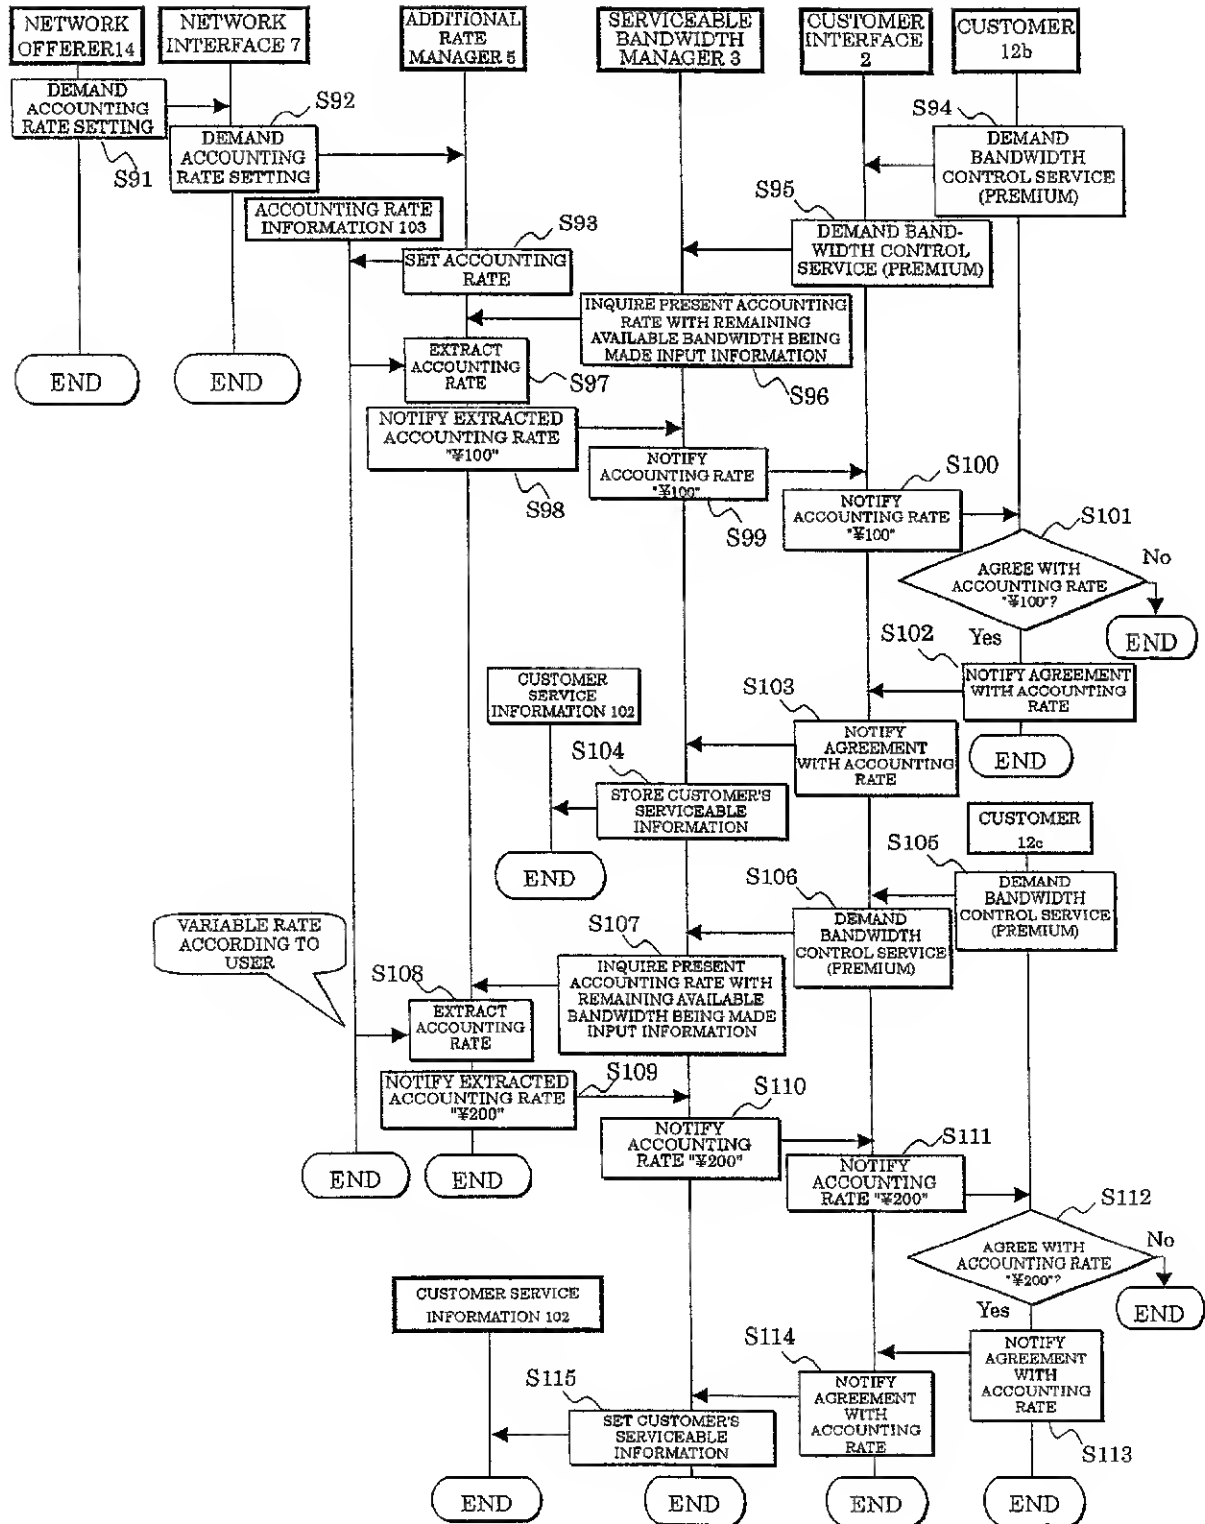 NETWORK
OFFERER14
NETWORK
INTERFACE 7
ADDITIONAL
RATE
MANAGER 5
SERVICEABLE
BANDWIDTH
MANAGER 3
CUSTOMER
INTERFACE
2
CUSTOMER
12b
DEMAND
ACCOUNTING
RATE SETTING
S91
S92
DEMAND
ACCOUNTING
RATE SETTING
S94
DEMAND
BANDWIDTH
CONTROL SERVICE
(PREMIUM)
ACCOUNTING RATE
INFORMATION 103
S93
SET ACCOUNTING
RATE
S95
DEMAND BAND-
WIDTH CONTROL
SERVICE (PREMIUM)
INQUIRE PRESENT ACCOUNTING
RATE WITH REMAINING
AVAILABLE BANDWIDTH BEING
MADE INPUT INFORMATION
S96
END
END
EXTRACT
ACCOUNTING
RATE
S97
NOTIFY EXTRACTED
ACCOUNTING RATE
"¥100"
S98
NOTIFY
ACCOUNTING RATE
"¥100"
S99
S100
NOTIFY
ACCOUNTING RATE
"¥100"
S101
AGREE WITH
ACCOUNTING RATE
"¥100"?
No
END
Yes
S102
NOTIFY AGREEMENT
WITH ACCOUNTING
RATE
END
CUSTOMER
SERVICE
INFORMATION 102
S103
NOTIFY
AGREEMENT
WITH ACCOUNTING
RATE
S104
STORE CUSTOMER'S
SERVICEABLE
INFORMATION
END
CUSTOMER
12c
S105
DEMAND
BANDWIDTH
CONTROL SERVICE
(PREMIUM)
S106
DEMAND
BANDWIDTH
CONTROL SERVICE
(PREMIUM)
VARIABLE RATE
ACCORDING TO
USER
S107
INQUIRE PRESENT
ACCOUNTING RATE WITH
REMAINING AVAILABLE
BANDWIDTH BEING MADE
INPUT INFORMATION
S108
EXTRACT
ACCOUNTING
RATE
NOTIFY EXTRACTED
ACCOUNTING RATE
"¥200"
S109
S110
NOTIFY
ACCOUNTING
RATE "¥200"
S111
NOTIFY
ACCOUNTING
RATE "¥200"
END
END
S112
AGREE WITH
ACCOUNTING RATE
"¥200"?
No
END
Yes
CUSTOMER SERVICE
INFORMATION 102
NOTIFY
AGREEMENT
WITH
ACCOUNTING
RATE
S113
S114
NOTIFY
AGREEMENT
WITH
ACCOUNTING
RATE
S115
SET CUSTOMER'S
SERVICEABLE
INFORMATION
END
END
END
END